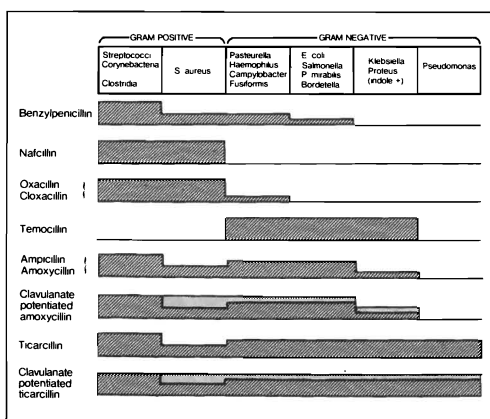 GRAM POSITIVE
GRAM NEGATIVE
Streptococci
Corynebacteria
Clostridia
S aureus
Pasteurella
Haemophilus
Campylobacter
Fusiformis
E coli
Salmonella
P mirabilis
Bordetella
Klebsiella
Proteus
(indole +)
Pseudomonas
Benzylpenicillin
Nafcillin
Oxacillin
Cloxacillin
Temocillin
Ampicillin
Amoxycillin
Clavulanate
potentiated
amoxycillin
Ticarcillin
Clavulanate
potentiated
ticarcillin